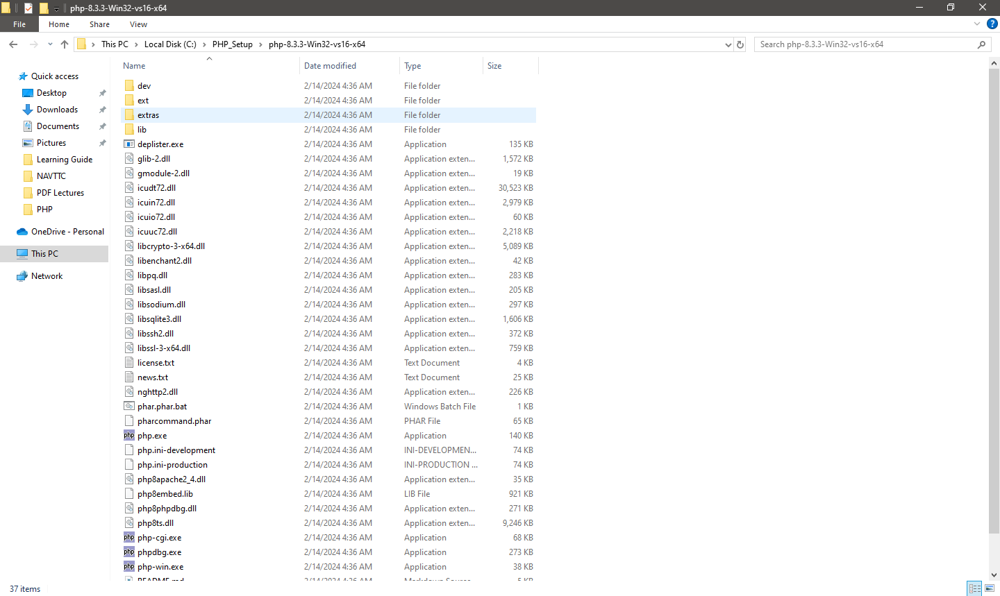 php-8.3.3-Win32-vs16-x64
File Home Share View
This PC Local Disk (C:) PHP_Setup php-8.3.3-Win32-vs16-x64 Search php-8.3.3-Win32-vs16-x64
Quick access
Desktop
Downloads
Documents
Pictures
Learning Guide
NAVTTC
PDF Lectures
PHP
OneDrive - Personal
This PC
Network
Name Date modified Type Size
dev 2/14/2024 4:36 AM File folder
ext 2/14/2024 4:36 AM File folder
extras 2/14/2024 4:36 AM File folder
lib 2/14/2024 4:36 AM File folder
deplister.exe 2/14/2024 4:36 AM Application 135 KB
glib-2.dll 2/14/2024 4:36 AM Application exten... 1,572 KB
gmodule-2.dll 2/14/2024 4:36 AM Application exten... 19 KB
icudt72.dll 2/14/2024 4:36 AM Application exten... 30,523 KB
icuin72.dll 2/14/2024 4:36 AM Application exten... 2,979 KB
icuio72.dll 2/14/2024 4:36 AM Application exten... 60 KB
icuuc72.dll 2/14/2024 4:36 AM Application exten... 2,218 KB
libcrypto-3-x64.dll 2/14/2024 4:36 AM Application exten... 5,089 KB
libenchant2.dll 2/14/2024 4:36 AM Application exten... 42 KB
libpq.dll 2/14/2024 4:36 AM Application exten... 283 KB
libsasl.dll 2/14/2024 4:36 AM Application exten... 205 KB
libsodium.dll 2/14/2024 4:36 AM Application exten... 297 KB
libsqlite3.dll 2/14/2024 4:36 AM Application exten... 1,606 KB
libssh2.dll 2/14/2024 4:36 AM Application exten... 372 KB
libssl-3-x64.dll 2/14/2024 4:36 AM Application exten... 759 KB
license.txt 2/14/2024 4:36 AM Text Document 4 KB
news.txt 2/14/2024 4:36 AM Text Document 25 KB
nghttp2.dll 2/14/2024 4:36 AM Application exten... 226 KB
phar.phar.bat 2/14/2024 4:36 AM Windows Batch File 1 KB
pharcommand.phar 2/14/2024 4:36 AM PHAR File 65 KB
php php.exe 2/14/2024 4:36 AM Application 140 KB
php.ini-development 2/14/2024 4:36 AM INI-DEVELOPMEN... 74 KB
php.ini-production 2/14/2024 4:36 AM INI-PRODUCTION ... 74 KB
php8apache2_4.dll 2/14/2024 4:36 AM Application exten... 35 KB
php8embed.lib 2/14/2024 4:36 AM LIB File 921 KB
php8phpdbg.dll 2/14/2024 4:36 AM Application exten... 271 KB
php8ts.dll 2/14/2024 4:36 AM Application exten... 9,246 KB
php php-cgi.exe 2/14/2024 4:36 AM Application 68 KB
php phpdbg.exe 2/14/2024 4:36 AM Application 273 KB
php php-win.exe 2/14/2024 4:36 AM Application 38 KB
README.md 2/14/2024 4:36 AM Markdown Source 5 KB
37 items